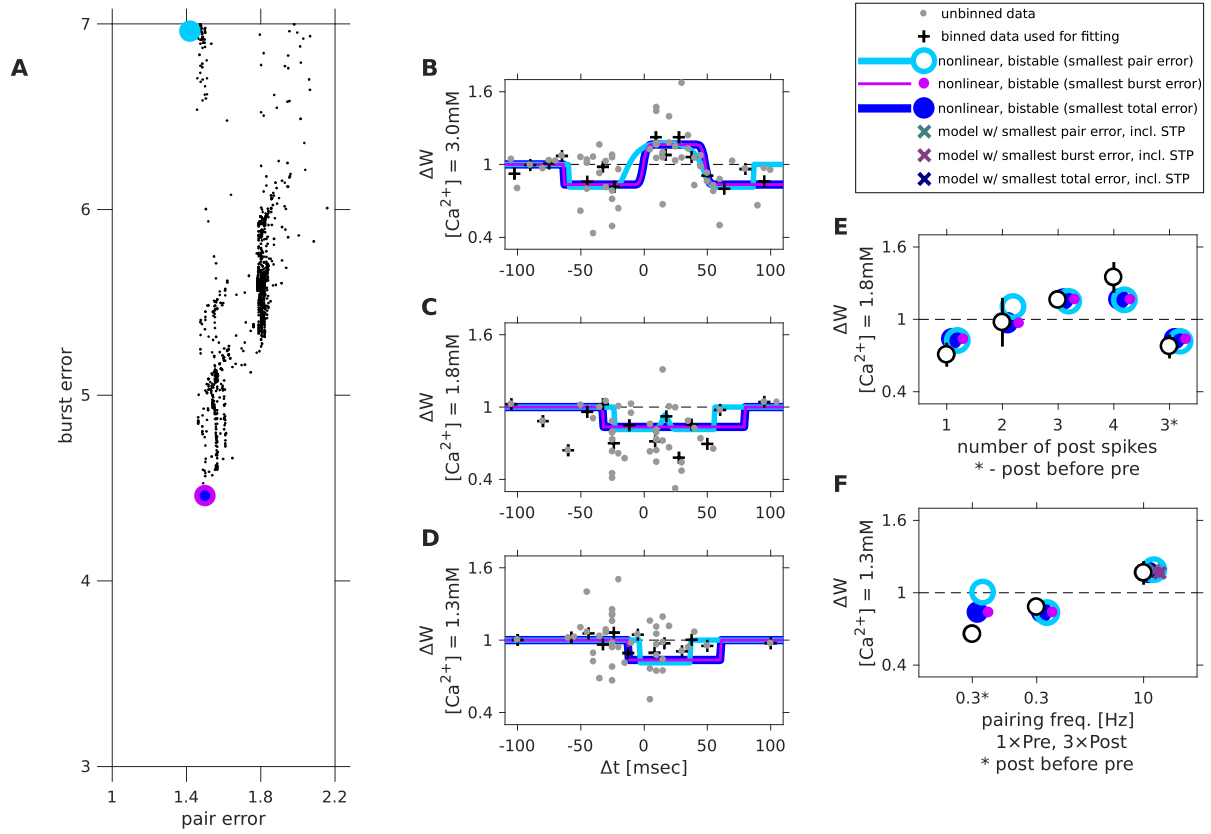 A
7
6
5
4
3
burst error
1
1.4
1.8
2.2
pair error
B
ΔW
[Ca2+] = 3.0mM
1.6
1
0.4
-100
-50
0
50
100
C
ΔW
[Ca2+] = 1.8mM
1.6
1
0.4
-100
-50
0
50
100
D
ΔW
[Ca2+] = 1.3mM
1.6
1
0.4
-100
-50
0
50
100
Δt [msec]
unbinned data
binned data used for fitting
nonlinear, bistable (smallest pair error)
nonlinear, bistable (smallest burst error)
nonlinear, bistable (smallest total error)
model w/ smallest pair error, incl. STP
model w/ smallest burst error, incl. STP
model w/ smallest total error, incl. STP
E
ΔW
[Ca2+] = 1.8mM
1.6
1
0.4
1
2
3
4
3*
number of post spikes
* - post before pre
F
ΔW
[Ca2+] = 1.3mM
1.6
1
0.4
0.3*
0.3
10
pairing freq. [Hz]
1×Pre, 3×Post
* post before pre